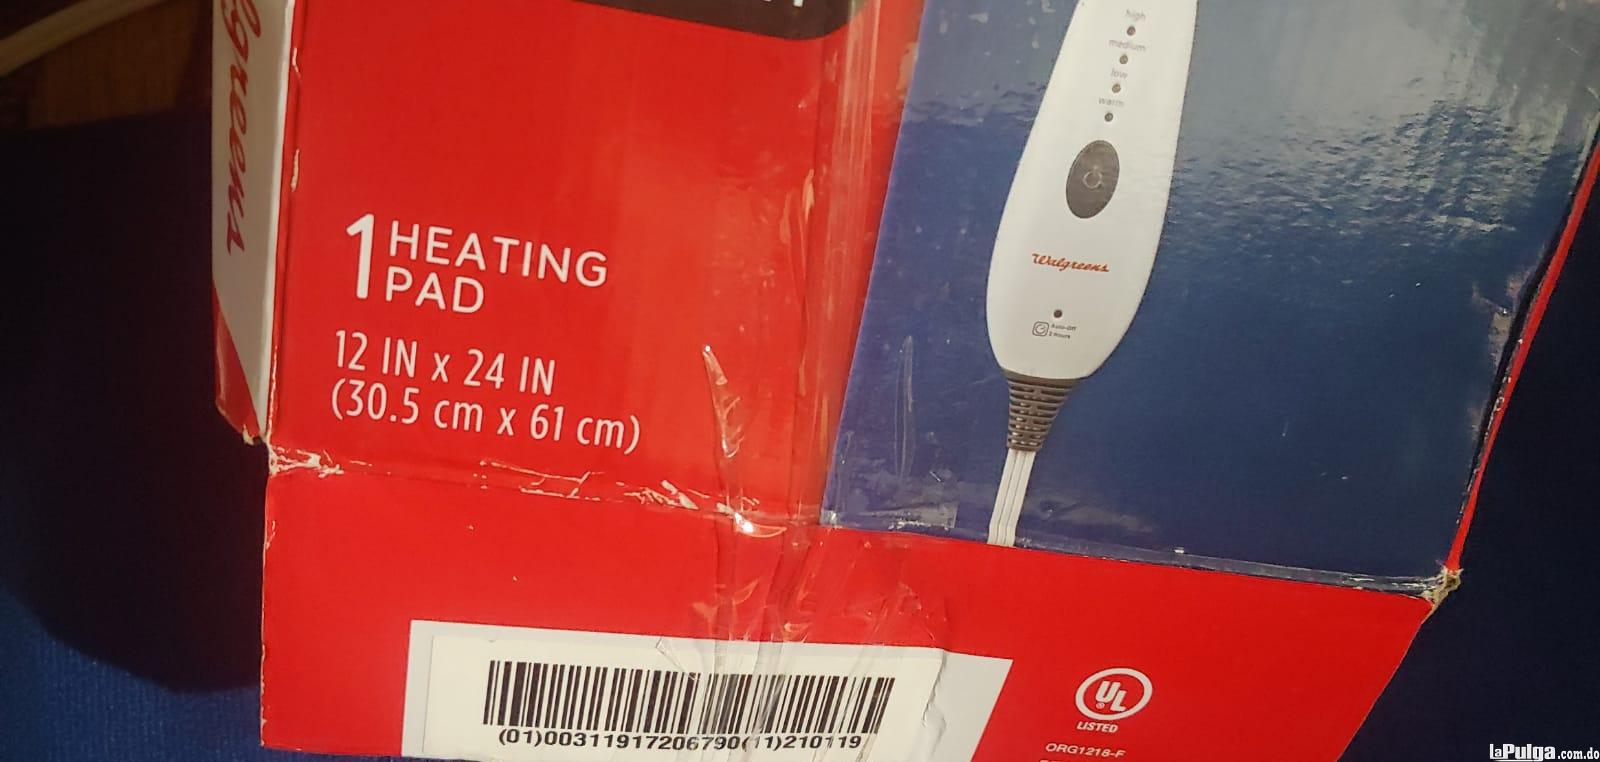 lgreens
1 HEATING
PAD
12 IN x 24 IN
(30.5 cm x 61 cm)
high
medium
low
warm
Walgreens
Auto-Off
2 Hours
(01)00311917206790(11)210119
UL
®
LISTED
ORG1218-F
laPulga.com.do